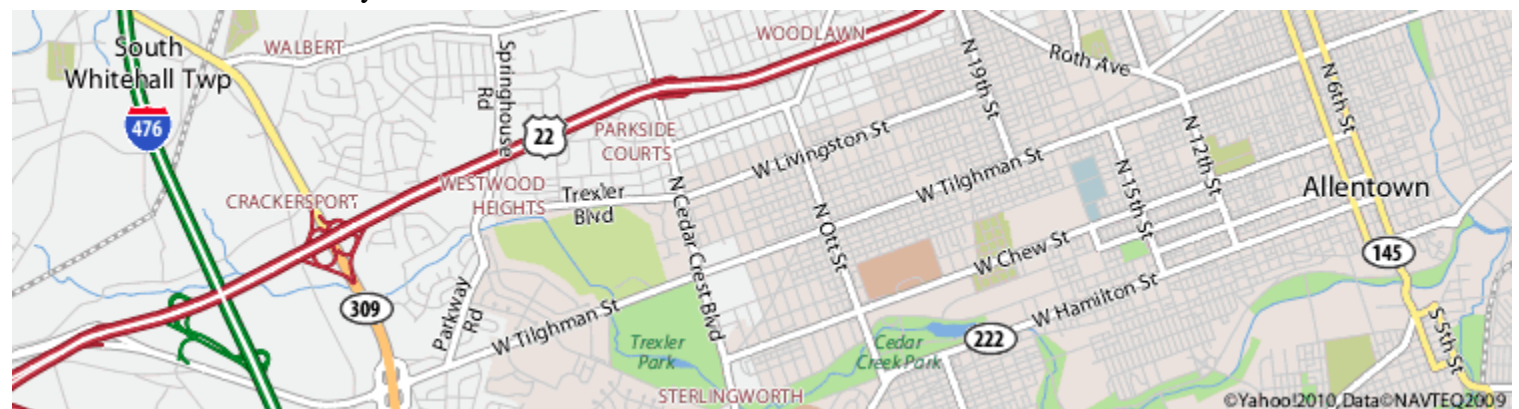 South
Whitehall Twp
WALBERT
Springhouse
Rd
WOODLAWN
N 19th St
Roth Ave
N 6th St
476
22
PARKSIDE
COURTS
W Livingston St
N 12th St
CRACKERSPORT
WESTWOOD
HEIGHTS
Trexler
Blvd
N Cedar Crest Blvd
W Tilghman St
N 15th St
Allentown
N Ott St
W Chew St
145
309
Parkway
Rd
W Tilghman St
W Hamilton St
222
Trexler
Park
Cedar
Creek Park
S 5th St
STERLINGWORTH
©Yahoo!2010,Data©NAVTEQ2009